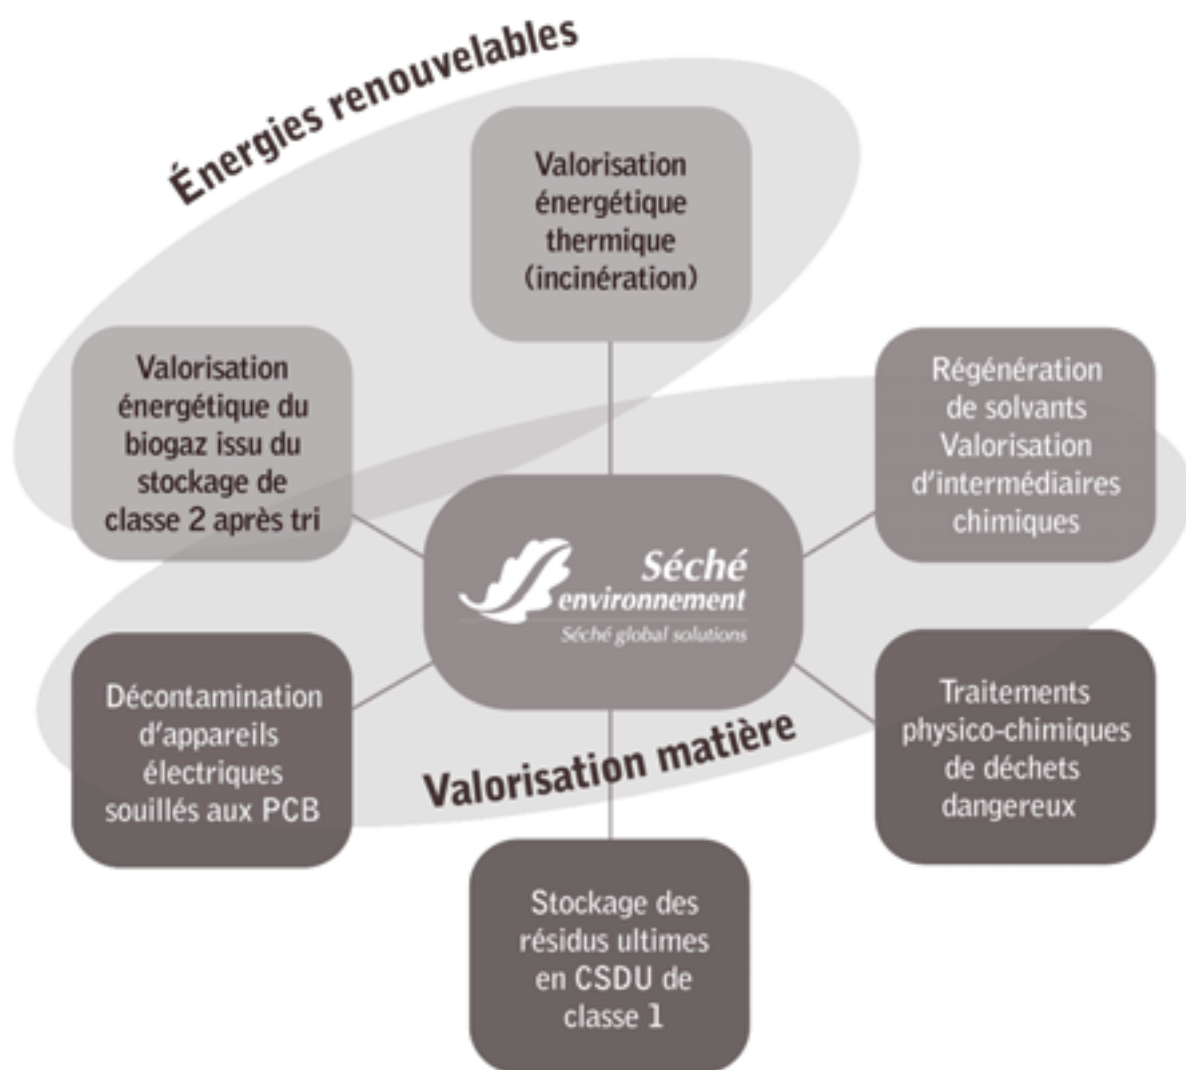 Énergies renouvelables
Valorisation
énergétique
thermique
(incinération)
Valorisation
énergétique du
biogaz issu du
stockage de
classe 2 après tri
Régénération
de solvants
Valorisation
d'intermédiaires
chimiques
Séché
environnement
Séché global solutions
Décontamination
d'appareils
électriques
souillés aux PCB
Valorisation matière
Traitements
physico-chimiques
de déchets
dangereux
Stockage des
résidus ultimes
en CSDU de
classe 1